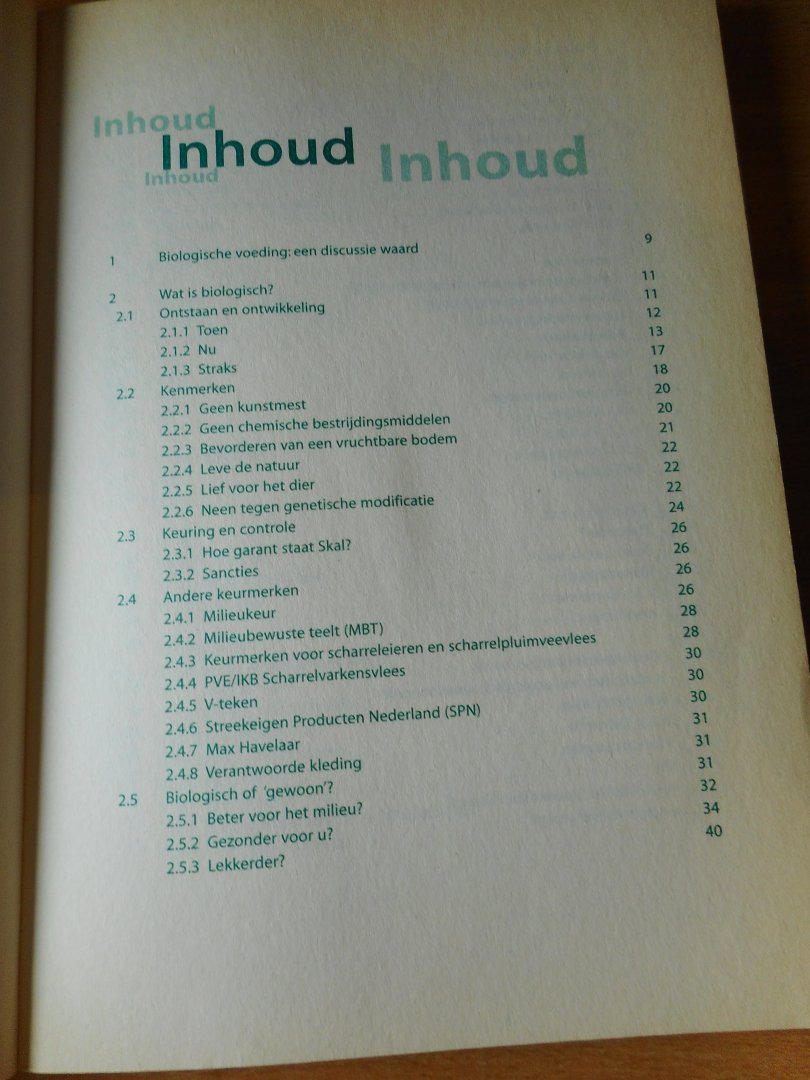 Inhoud
Inhoud Inhoud
Inhoud
1 Biologische voeding: een discussie waard 9
2 Wat is biologisch? 11
2.1 Ontstaan en ontwikkeling 11
2.1.1 Toen 12
2.1.2 Nu 13
2.1.3 Straks 17
2.2 Kenmerken 18
2.2.1 Geen kunstmest 20
2.2.2 Geen chemische bestrijdingsmiddelen 20
2.2.3 Bevorderen van een vruchtbare bodem 21
2.2.4 Leve de natuur 22
2.2.5 Lief voor het dier 22
2.2.6 Neen tegen genetische modificatie 22
2.3 Keuring en controle 24
2.3.1 Hoe garant staat Skal? 26
2.3.2 Sancties 26
2.4 Andere keurmerken 26
2.4.1 Milieukeur 26
2.4.2 Milieubewuste teelt (MBT) 28
2.4.3 Keurmerken voor scharreleieren en scharrelpluimveevlees 28
2.4.4 PVE/IKB Scharrelvarkensvlees 30
2.4.5 V-teken 30
2.4.6 Streekeigen Producten Nederland (SPN) 30
2.4.7 Max Havelaar 31
2.4.8 Verantwoorde kleding 31
2.5 Biologisch of 'gewoon'? 31
2.5.1 Beter voor het milieu? 32
2.5.2 Gezonder voor u? 34
2.5.3 Lekkerder? 40